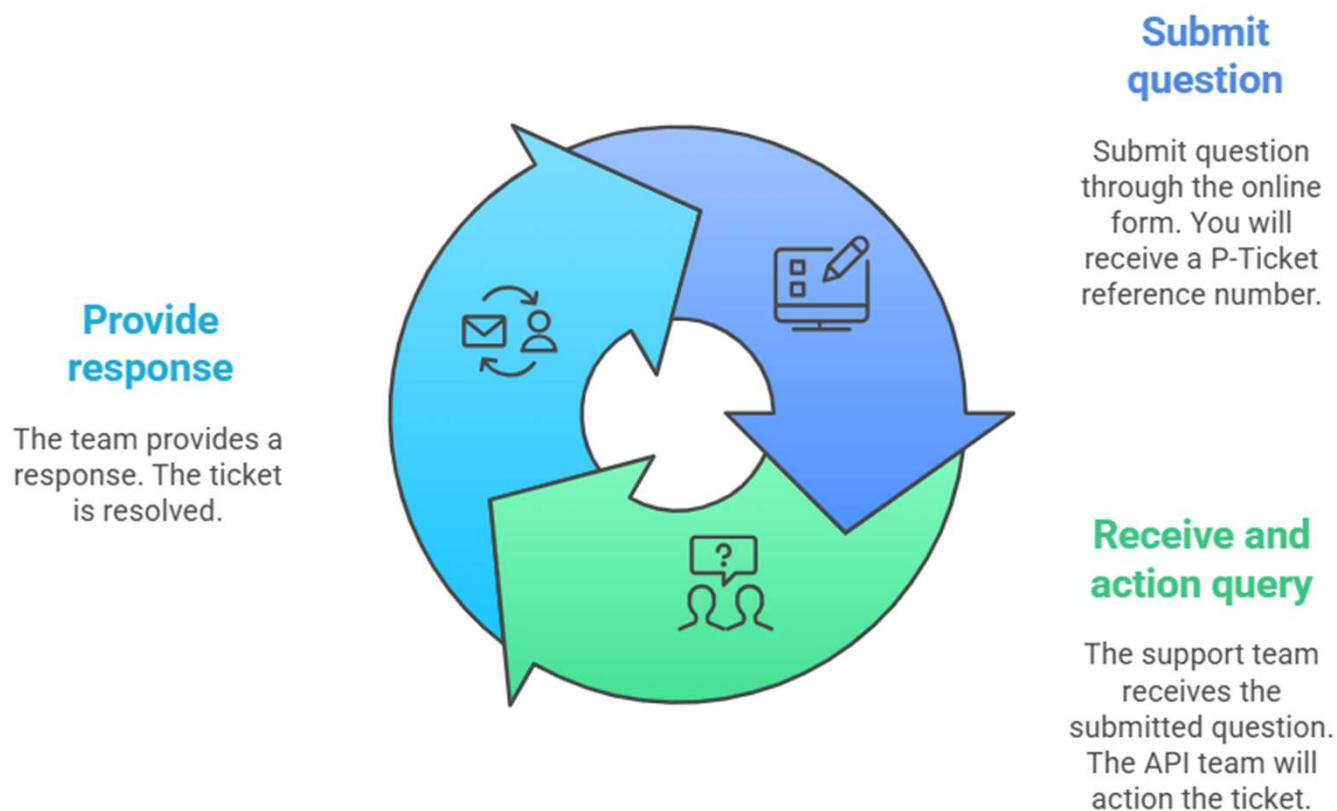 Submit
question
Submit question
through the online
form. You will
receive a P-Ticket
reference number.
Provide
response
The team provides a
response. The ticket
is resolved.
?
Receive and
action query
The support team
receives the
submitted question.
The API team will
action the ticket.